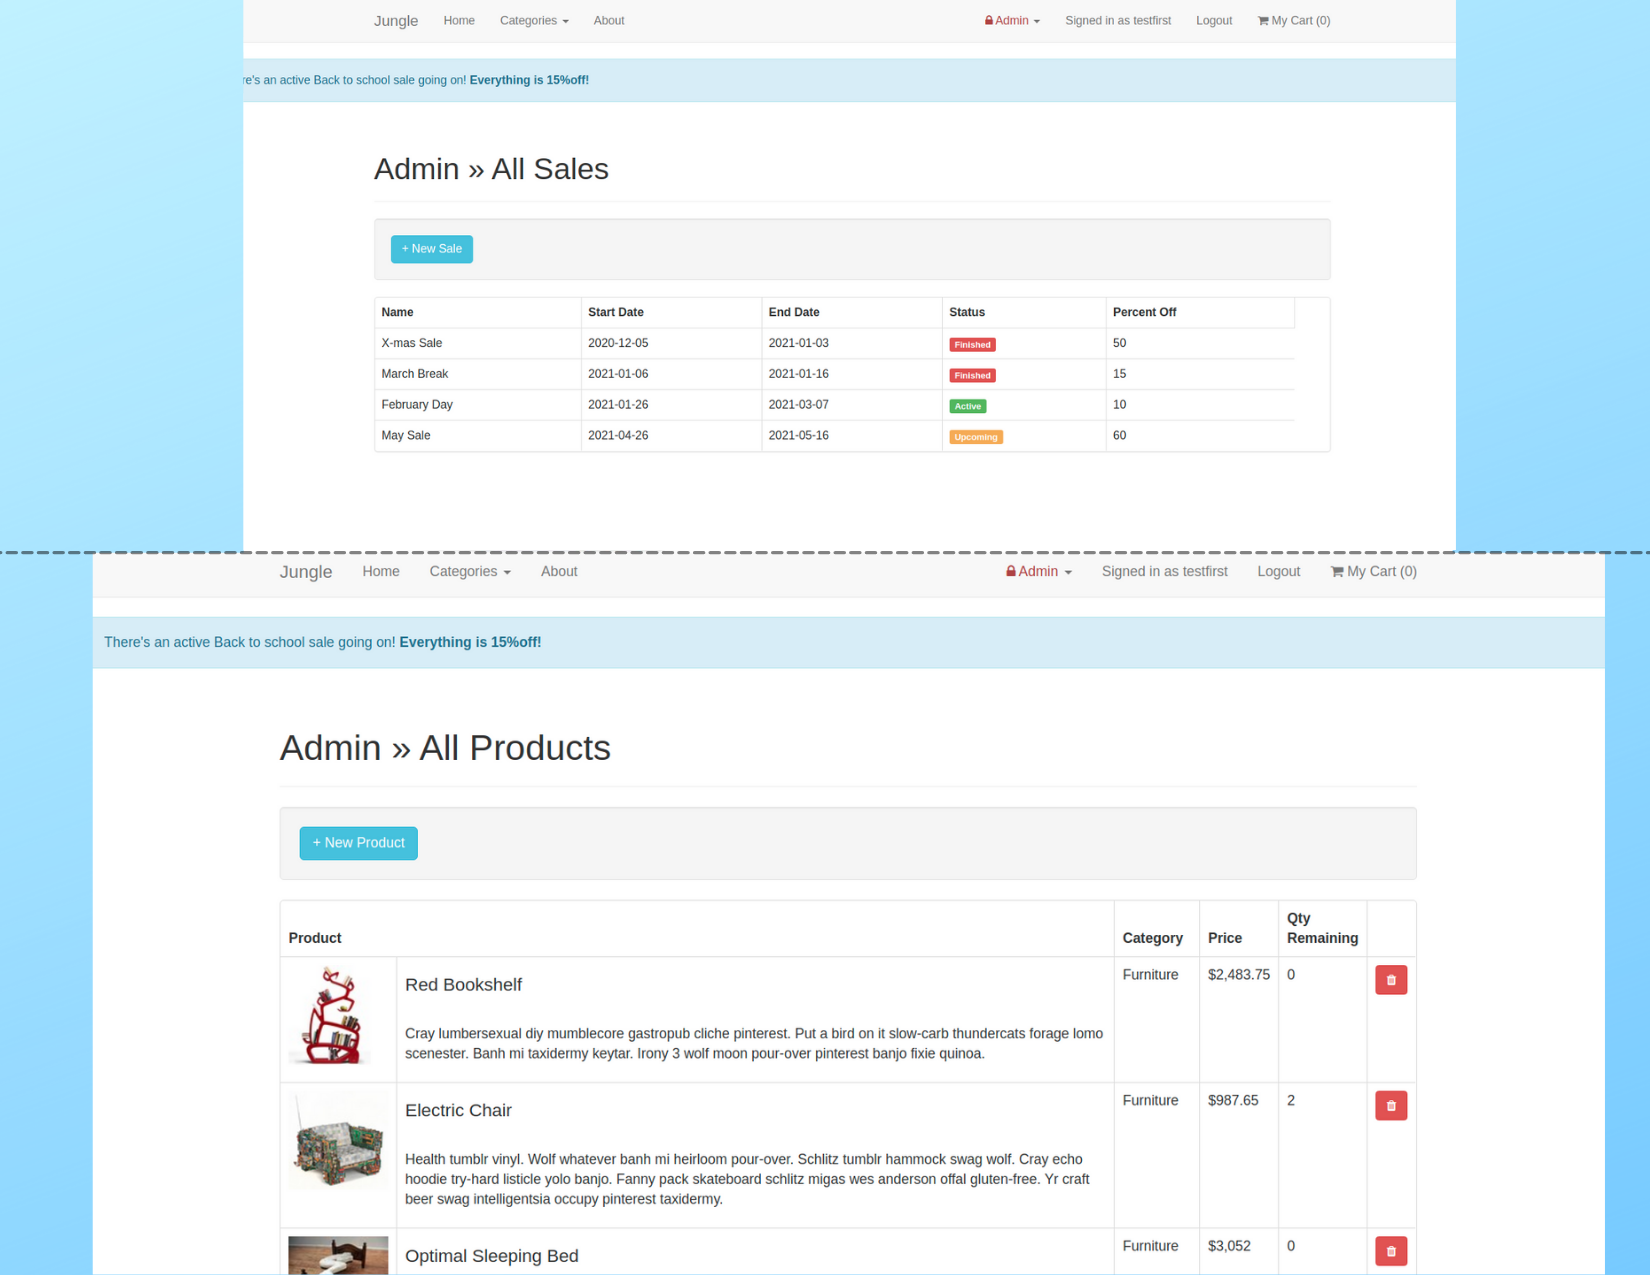 Jungle Home Categories About Admin Signed in as testfirst Logout My Cart (0)
re's an active Back to school sale going on! Everything is 15%off!
Admin » All Sales
+ New Sale
Name Start Date End Date Status Percent Off
X-mas Sale 2020-12-05 2021-01-03 Finished 50
March Break 2021-01-06 2021-01-16 Finished 15
February Day 2021-01-26 2021-03-07 Active 10
May Sale 2021-04-26 2021-05-16 Upcoming 60
Jungle Home Categories About Admin Signed in as testfirst Logout My Cart (0)
There's an active Back to school sale going on! Everything is 15%off!
Admin » All Products
+ New Product
Product Category Price Qty Remaining
Red Bookshelf Furniture $2,483.75 0
Cray lumbersexual diy mumblecore gastropub cliche pinterest. Put a bird on it slow-carb thundercats forage lomo
scenester. Banh mi taxidermy keytar. Irony 3 wolf moon pour-over pinterest banjo fixie quinoa.
Electric Chair Furniture $987.65 2
Health tumblr vinyl. Wolf whatever banh mi heirloom pour-over. Schlitz tumblr hammock swag wolf. Cray echo
hoodie try-hard listicle yolo banjo. Fanny pack skateboard schlitz migas wes anderson offal gluten-free. Yr craft
beer swag intelligentsia occupy pinterest taxidermy.
Optimal Sleeping Bed Furniture $3,052 0